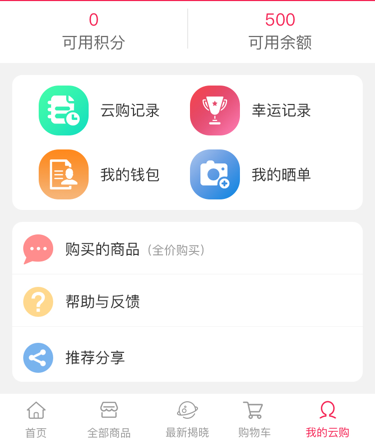 0 500
可用积分 可用余额
云购记录 幸运记录
我的钱包 我的晒单
购买的商品（全价购买）
帮助与反馈
推荐分享
首页 全部商品 最新揭晓 购物车 我的云购